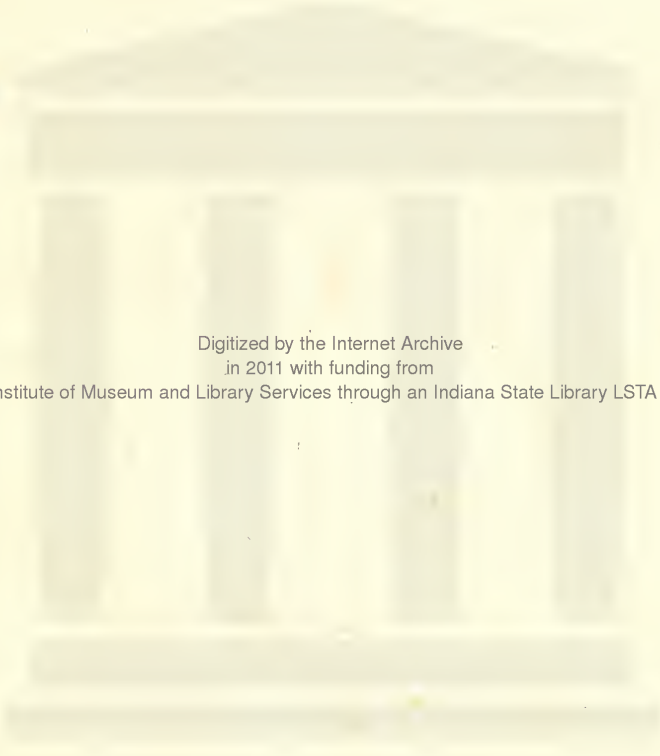 Digitized by the Internet Archive
in 2011 with funding from
nstitute of Museum and Library Services through an Indiana State Library LSTA